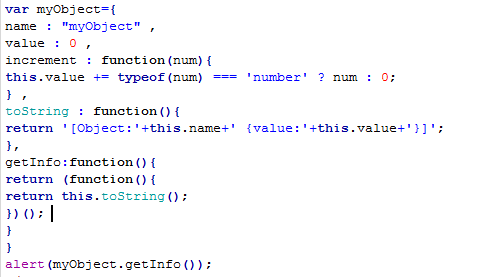 var myObject={
name : "myObject" ,
value : 0 ,
increment : function(num){
this.value += typeof(num) === 'number' ? num : 0;
} ,
toString : function(){
return '[Object:'+this.name+' {value:'+this.value+'}]';
},
getInfo:function(){
return (function(){
return this.toString();
})();
}
}
alert(myObject.getInfo());